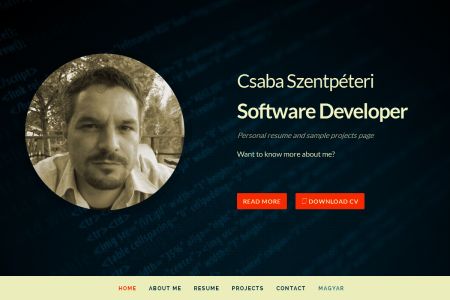 Csaba Szentpéteri
Software Developer
Personal resume and sample projects page
Want to know more about me?
READ MORE
DOWNLOAD CV
HOME ABOUT ME RESUME PROJECTS CONTACT MAGYAR